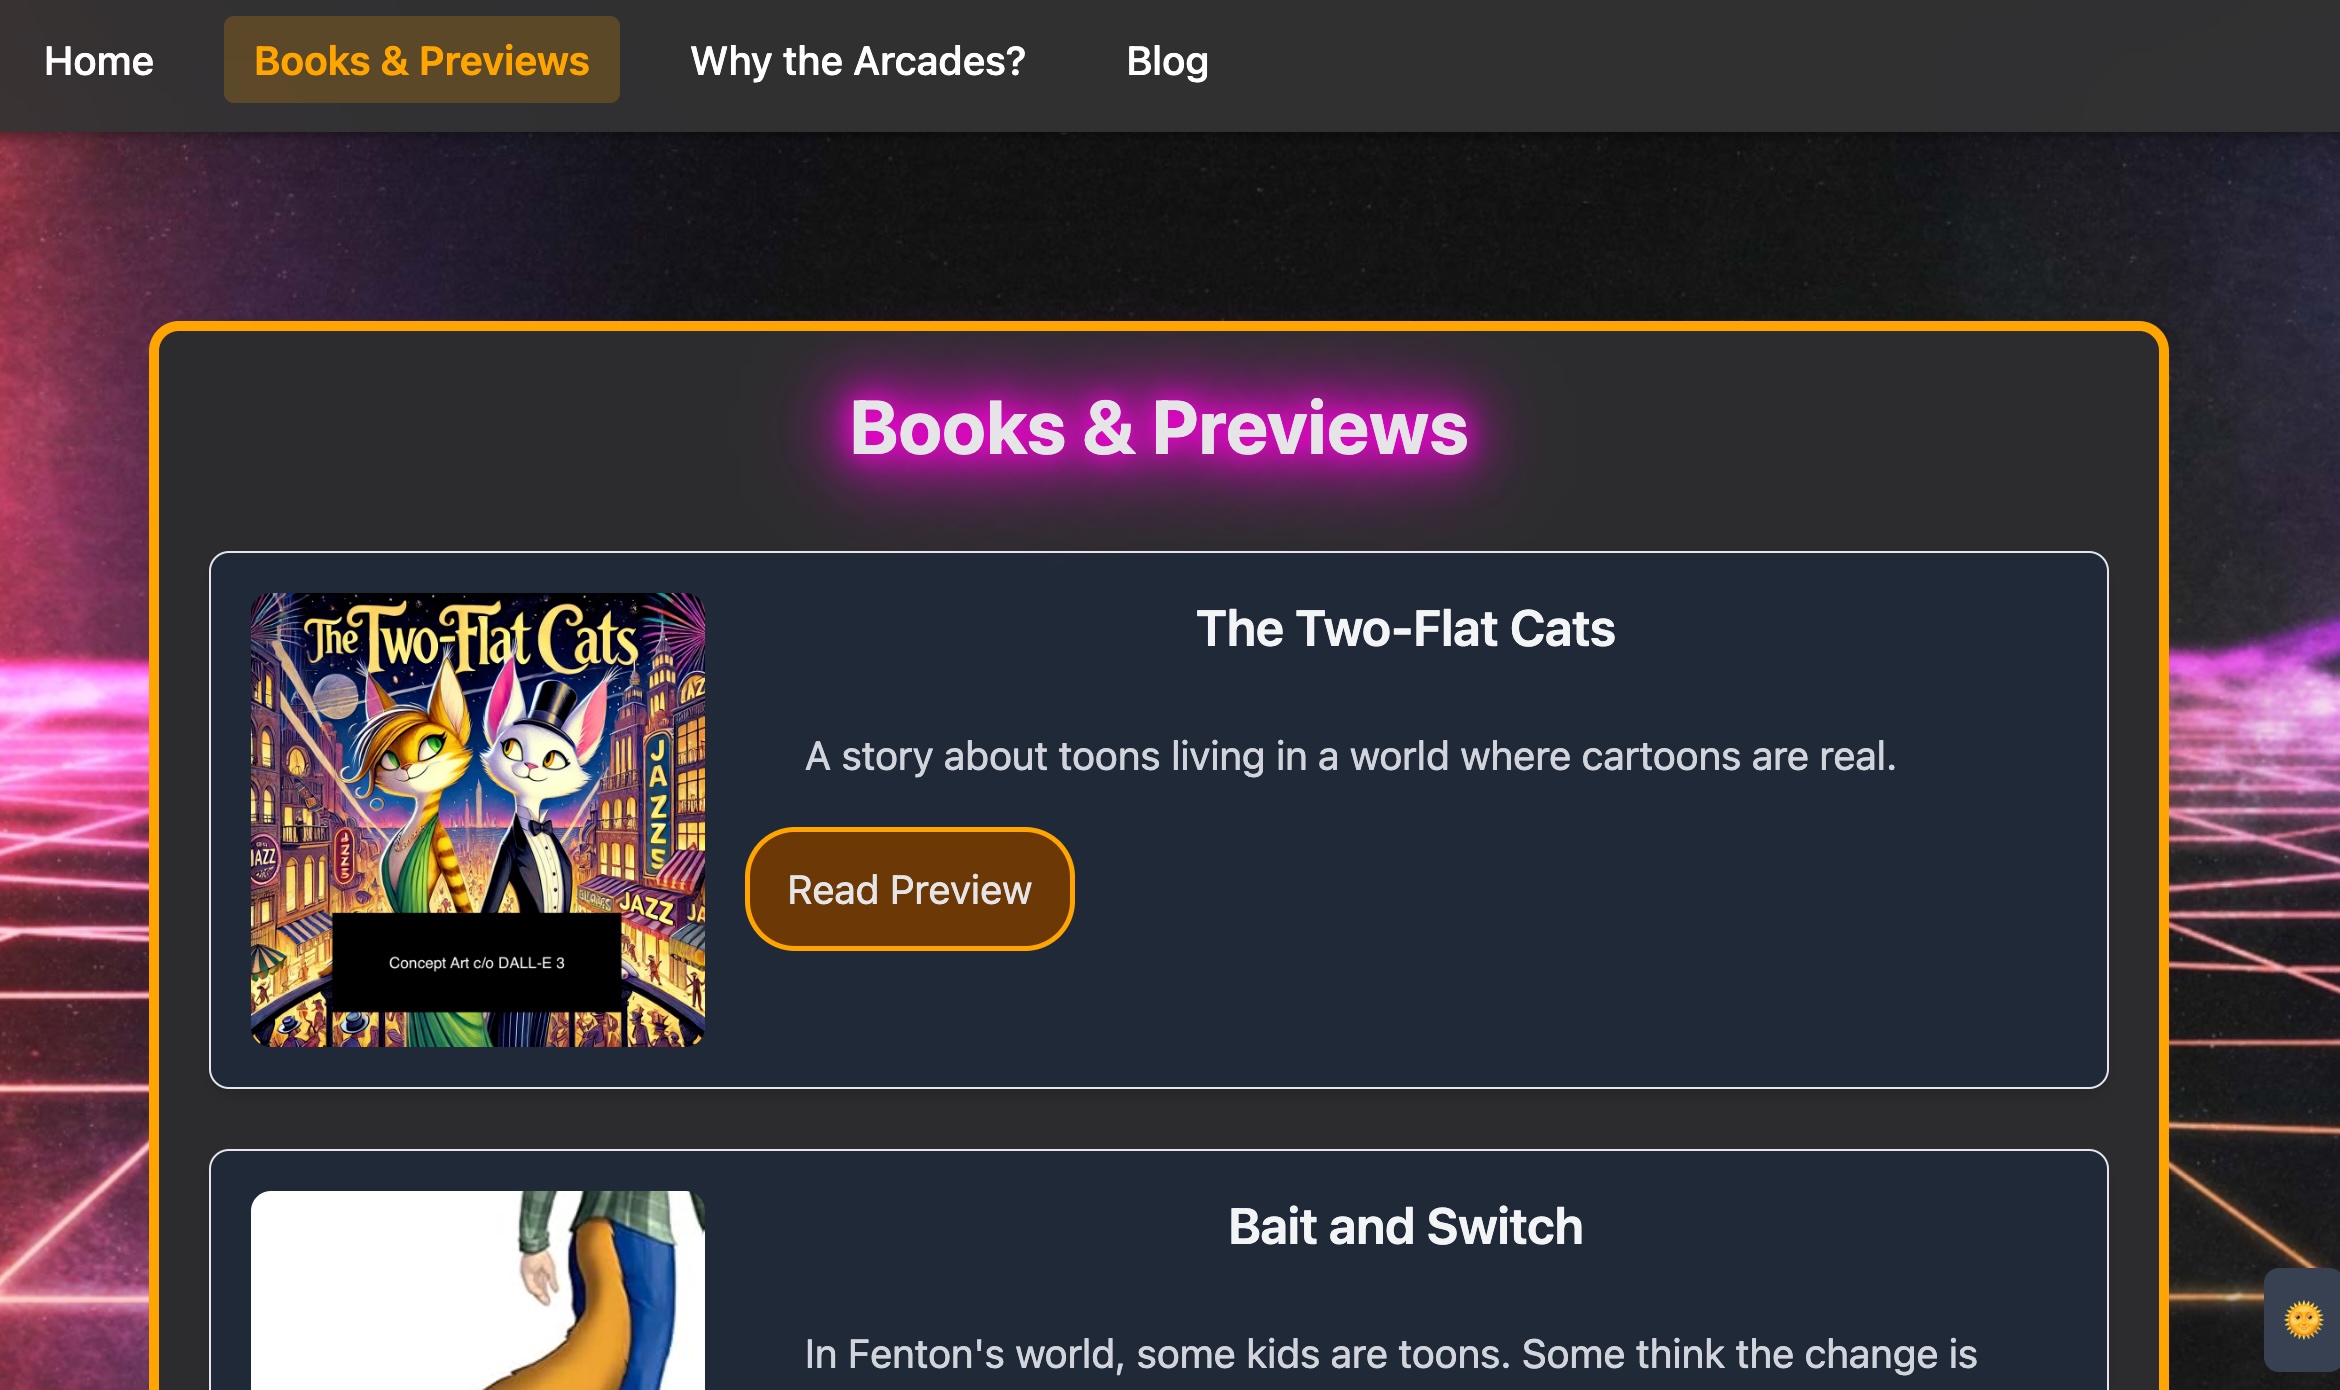 Home
Books & Previews
Why the Arcades?
Blog
Books & Previews
The Two-Flat Cats
JAZZ
JAZZ
JAZZS
JAZZ
Concept Art c/o DALL-E 3
The Two-Flat Cats
A story about toons living in a world where cartoons are real.
Read Preview
Bait and Switch
In Fenton's world, some kids are toons. Some think the change is